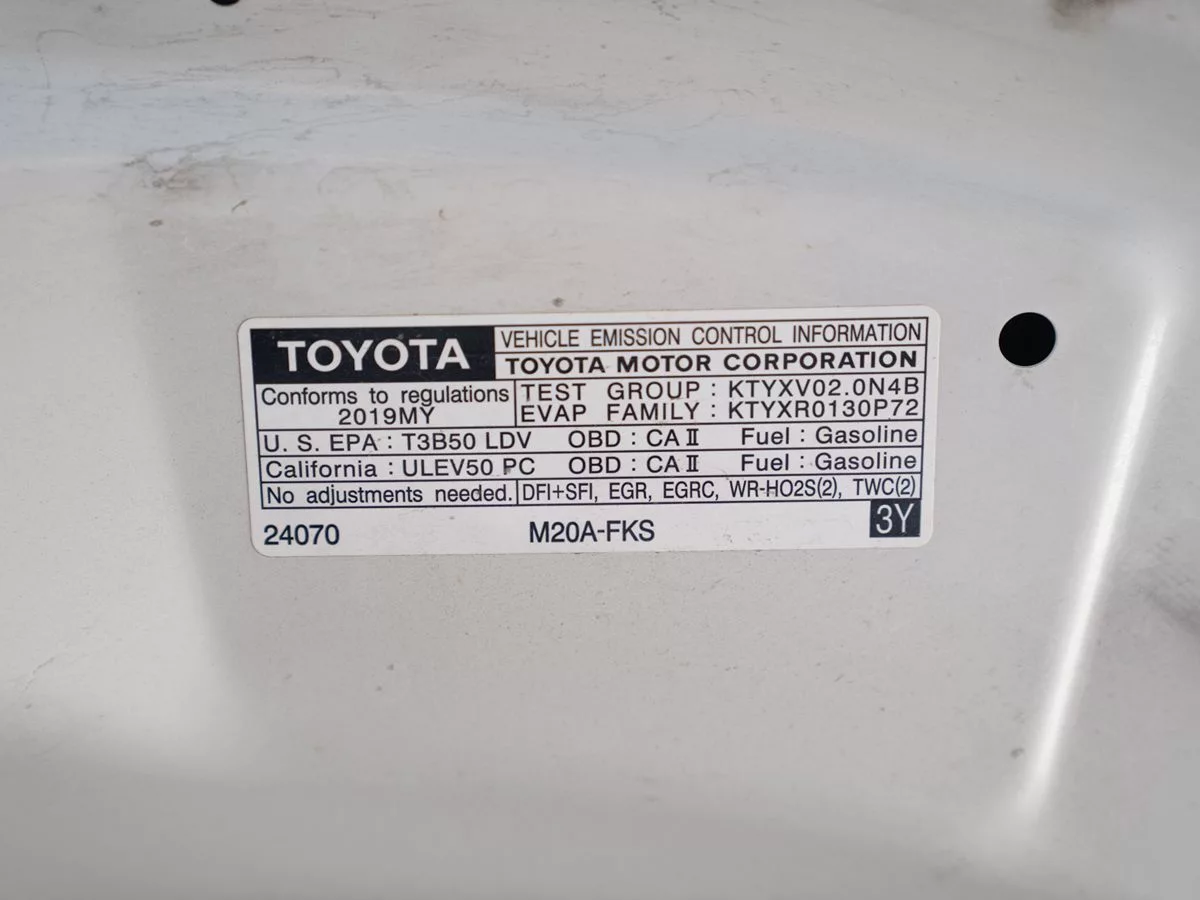 TOYOTA
VEHICLE EMISSION CONTROL INFORMATION
TOYOTA MOTOR CORPORATION
Conforms to regulations
2019MY
TEST GROUP : KTYXV02.0N4B
EVAP FAMILY : KTYXR0130P72
U. S. EPA : T3B50 LDV OBD : CA II Fuel : Gasoline
California : ULEV50 PC OBD : CA II Fuel : Gasoline
No adjustments needed. DFI+SFI, EGR, EGRC, WR-HO2S(2), TWC(2)
24070 M20A-FKS 3Y